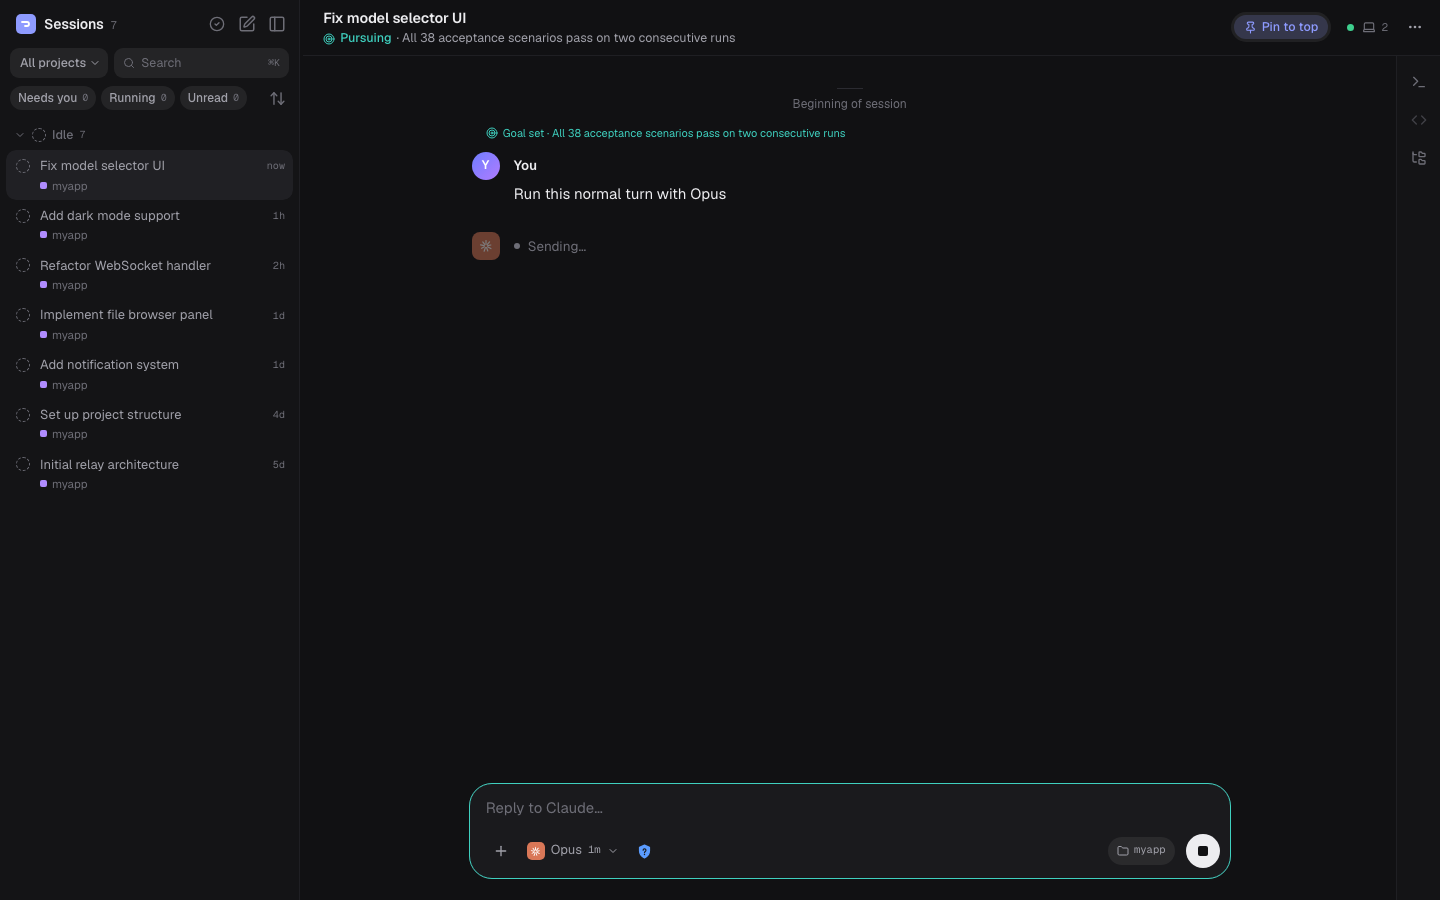 Sessions 7
All projects
Search ⌘K
Needs you 0
Running 0
Unread 0
Idle 7
Fix model selector UI now
myapp
Add dark mode support 1h
myapp
Refactor WebSocket handler 2h
myapp
Implement file browser panel 1d
myapp
Add notification system 1d
myapp
Set up project structure 4d
myapp
Initial relay architecture 5d
myapp
Fix model selector UI
Pursuing · All 38 acceptance scenarios pass on two consecutive runs
Pin to top
2
Beginning of session
Goal set · All 38 acceptance scenarios pass on two consecutive runs
Y
You
Run this normal turn with Opus
Sending…
Reply to Claude…
Opus 1m
?
myapp